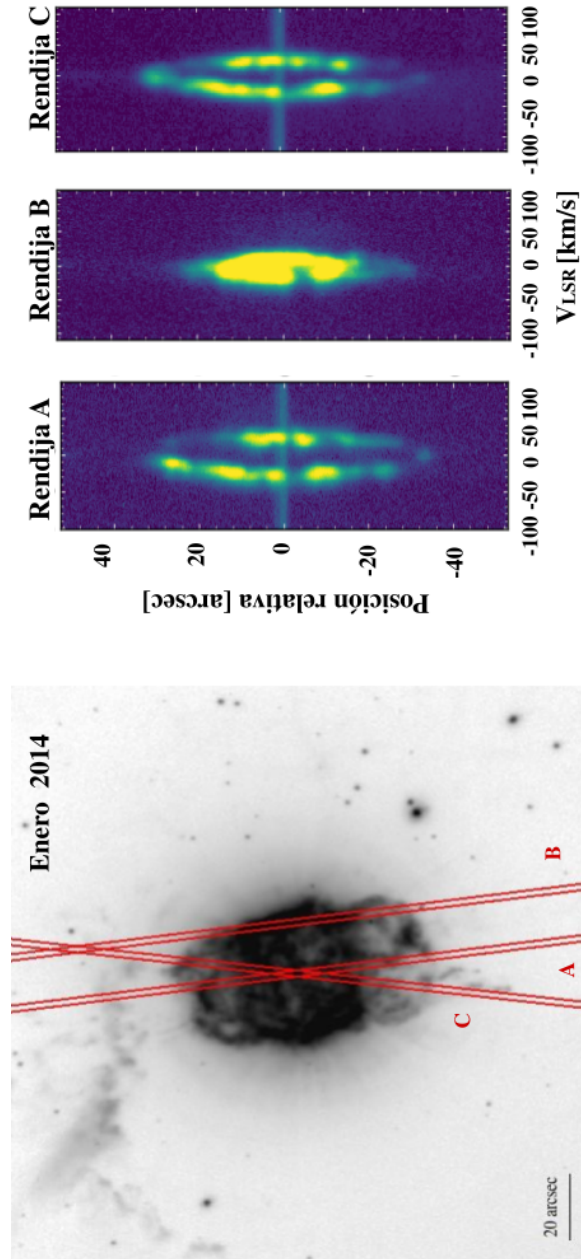 Enero 2014
B
A
C
20 arcsec
Rendija A Rendija B Rendija C
Posición relativa [arcsec]
40
20
0
-20
-40
-100 -50 0 50 100 -100 -50 0 50 100 -100 -50 0 50 100
VLSR [km/s]